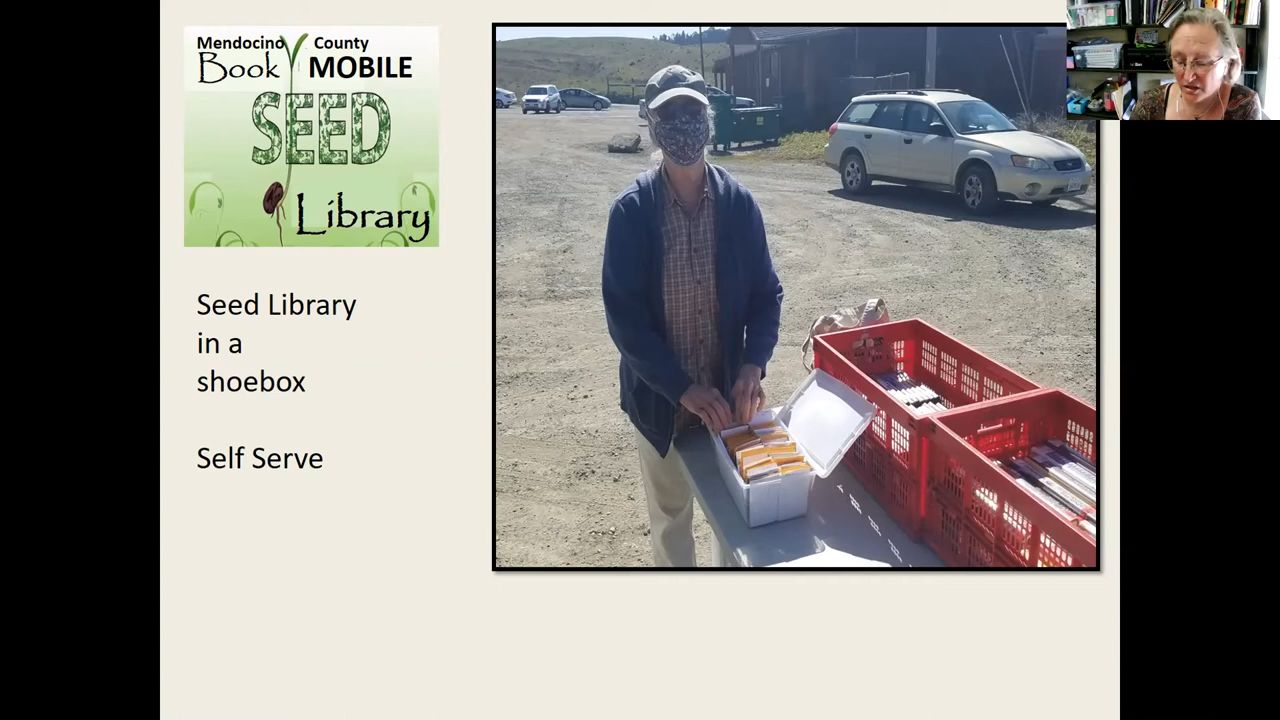 Mendocino County
Book MOBILE
SEED
Library
Seed Library
in a
shoebox
Self Serve